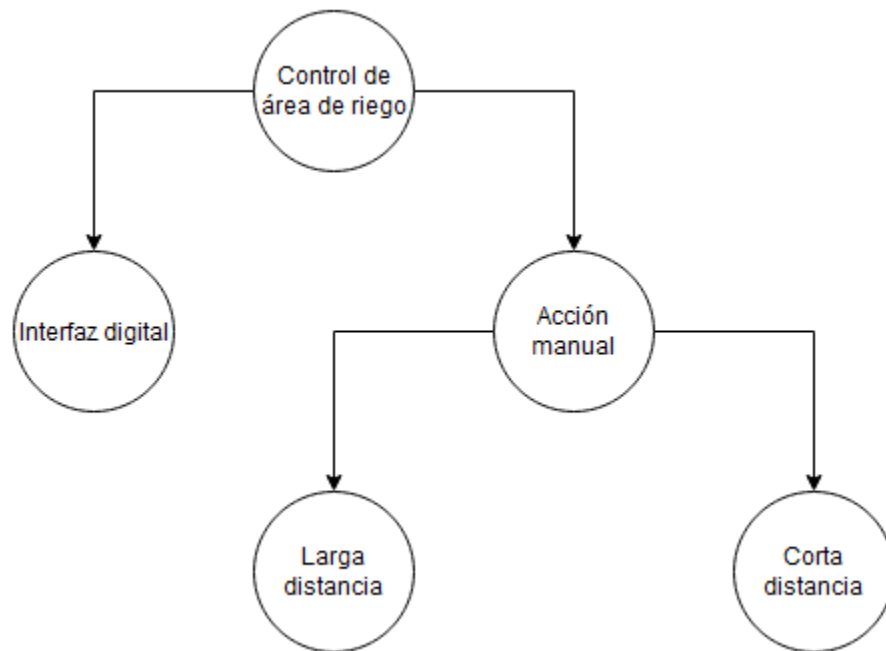 Control de
área de riego
Interfaz digital
Acción
manual
Larga
distancia
Corta
distancia